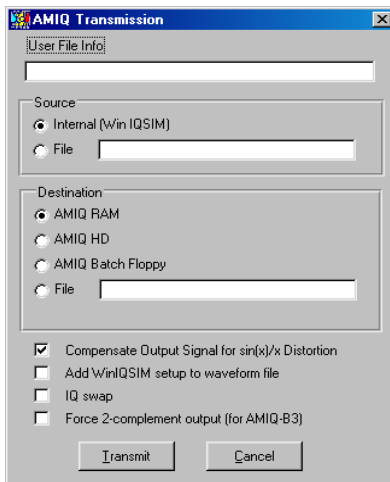 AMIQ Transmission
User File Info
Source
Internal (Win IQSIM)
File
Destination
AMIQ RAM
AMIQ HD
AMIQ Batch Floppy
File
Compensate Output Signal for sin(x)/x Distortion
Add WinIQSIM setup to waveform file
IQ swap
Force 2-complement output (for AMIQ-B3)
Transmit
Cancel